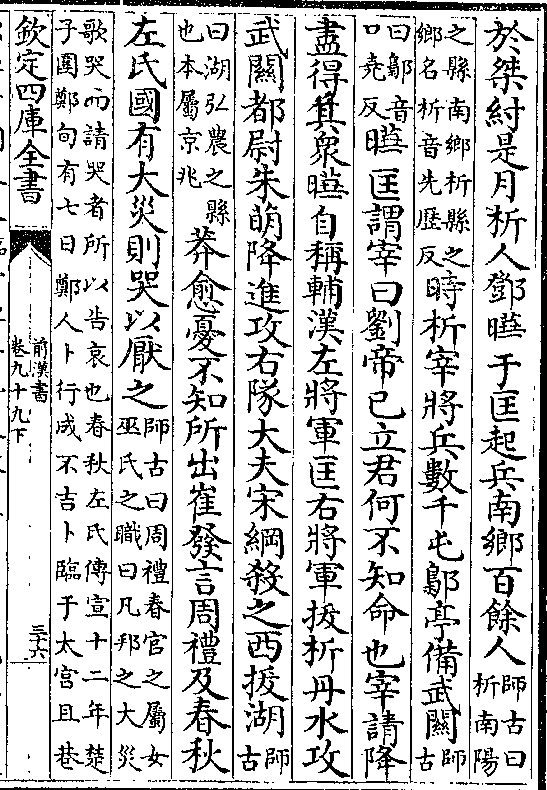 於桀紂是月析人鄧曄于匡起兵南鄉百餘人師古曰析南陽
之縣南鄉析縣之鄉名析音先歷反時析宰將兵數千屯鄡亭備武關師古
曰鄡音口堯反曄匡謂宰曰劉帝已立君何不知命也宰請降
盡得其衆曄自稱輔漢左將軍匡右將軍拔析丹水攻
武關都尉朱萌降進攻右隊大夫宋綱殺之西拔湖師古
曰湖弘農之縣也本屬京兆莽愈憂不知所出崔發言周禮及春秋
左氏國有大災則哭以厭之師古曰周禮春官之屬女巫氏之職曰凡邦之大災
歌哭而請哭者所以告哀也春秋左氏傳宣十二年楚子圍鄭旬有七日鄭人卜行成不吉卜臨于太宫且巷
欽定四庫全書
前漢書
卷九十九下
三十六